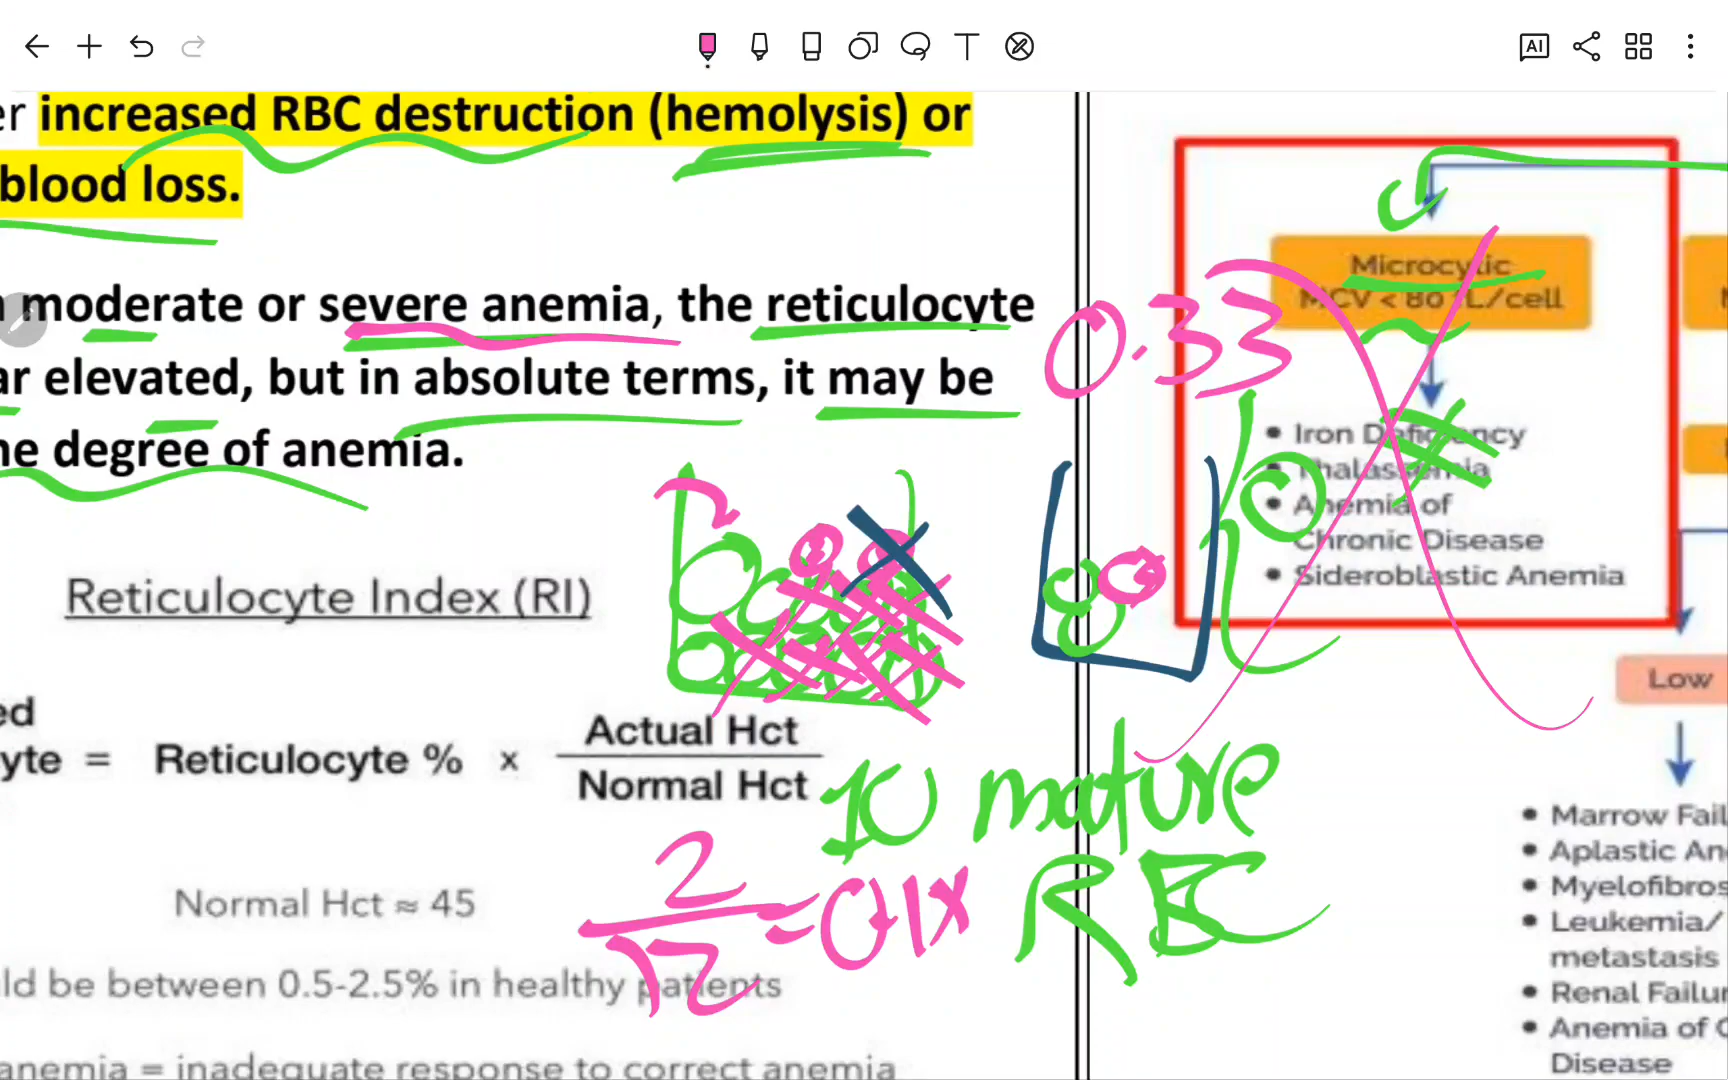 AI
er increased RBC destruction (hemolysis) or
blood loss.
moderate or severe anemia, the reticulocyte
ar elevated, but in absolute terms, it may be
he degree of anemia.
Reticulocyte Index (RI)
ed
yte = Reticulocyte % × Actual Hct
Normal Hct
Normal Hct ≈ 45
ld be between 0.5-2.5% in healthy patients
anemia = inadequate response to correct anemia
10 mature
RBC
2
12
0.33
Microcytic
MCV < 80 fL/cell
• Iron Deficiency
• Thalassemia
• Anemia of
Chronic Disease
• Sideroblastic Anemia
Low
• Marrow Fail
• Aplastic An
• Myelofibros
• Leukemia/
metastasis
• Renal Failur
• Anemia of C
Disease